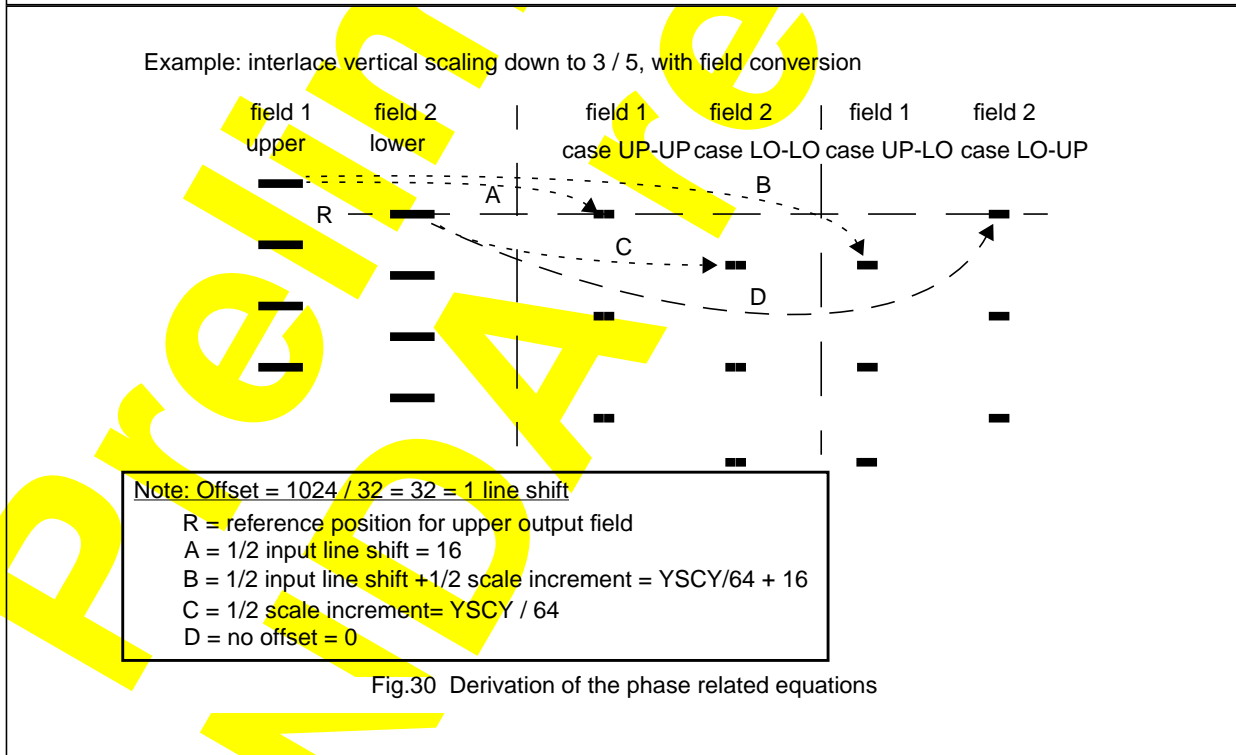 Example: interlace vertical scaling down to 3 / 5, with field conversion
field 1 field 2 field 1 field 2 field 1 field 2
upper lower case UP-UP case LO-LO case UP-LO case LO-UP
A B
R
C
D
Note: Offset = 1024 / 32 = 32 = 1 line shift
R = reference position for upper output field
A = 1/2 input line shift = 16
B = 1/2 input line shift +1/2 scale increment = YSCY/64 + 16
C = 1/2 scale increment= YSCY / 64
D = no offset = 0
Fig.30 Derivation of the phase related equations